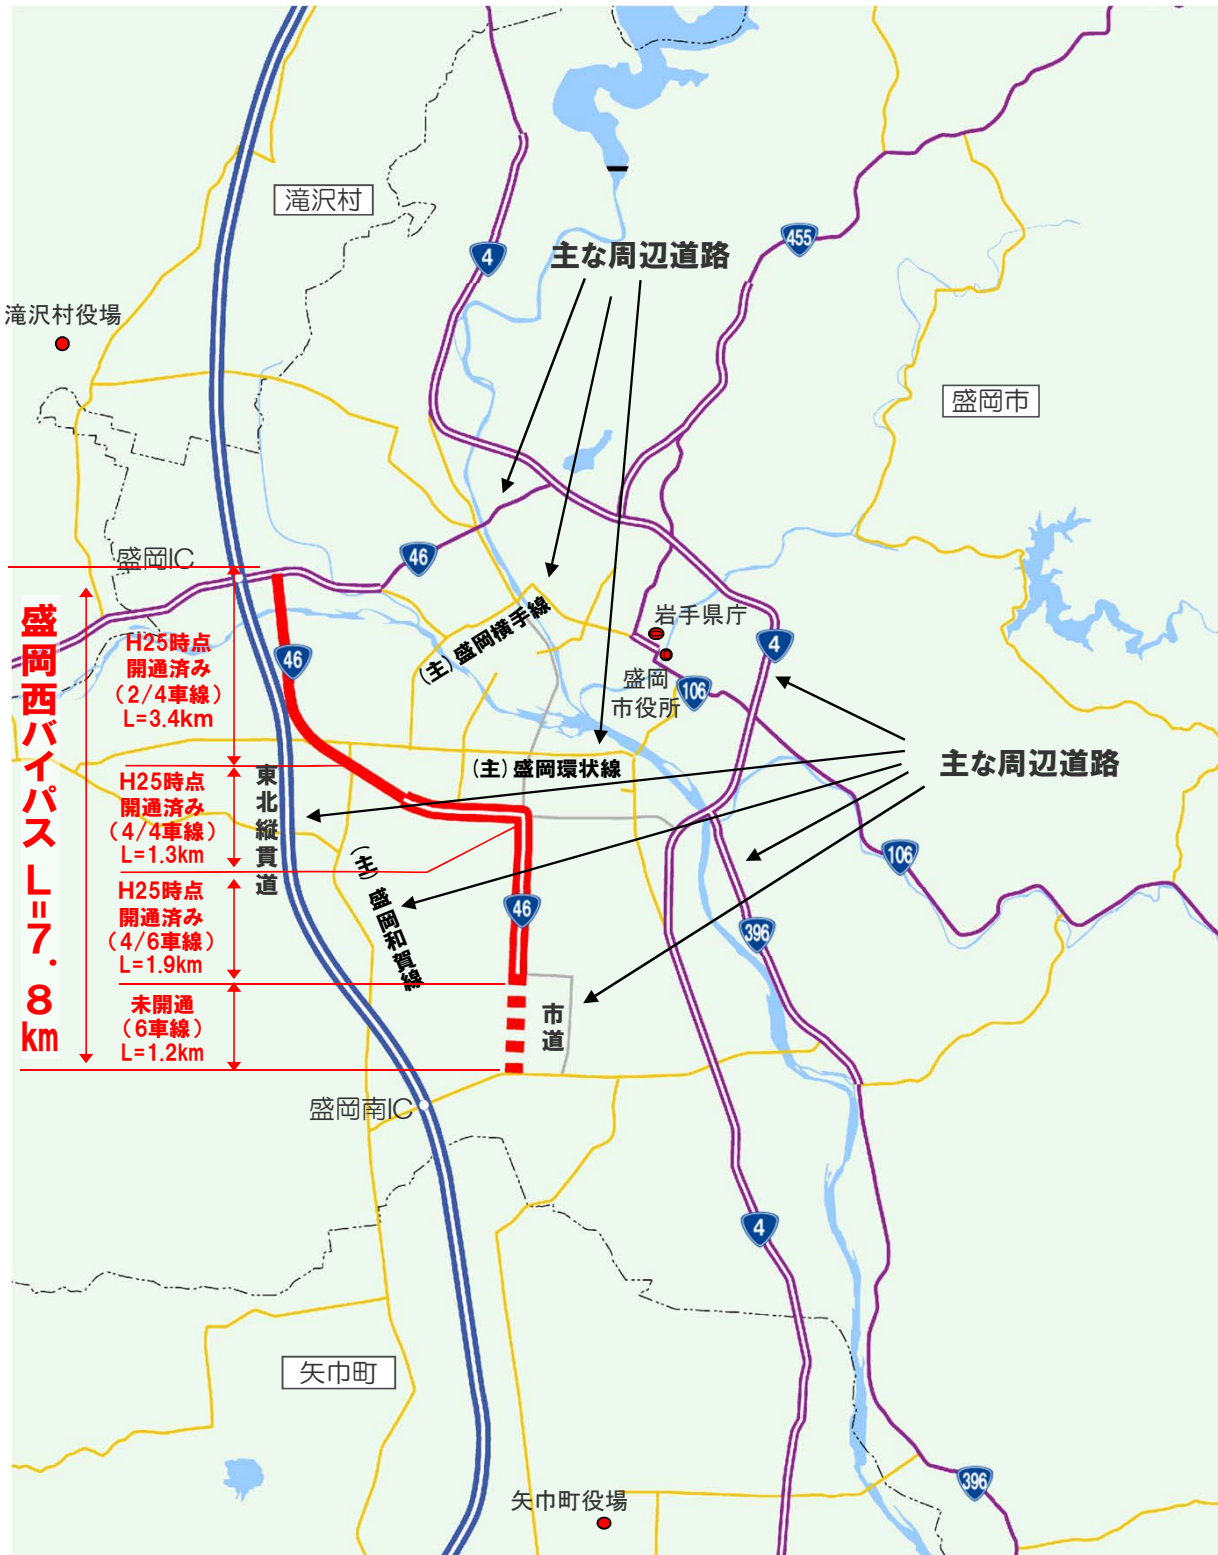 滝沢村
4
主な周辺道路
455
滝沢村役場
盛岡市
盛岡IC
46
岩手県庁
盛岡
市役所
106
4
(主)盛岡横手線
46
盛岡西バイパス L=7.8km
H25時点
開通済み
(2/4車線)
L=3.4km
(主)盛岡環状線
主な周辺道路
東北縦貫道
H25時点
開通済み
(4/4車線)
L=1.3km
106
(主)盛岡和賀線
H25時点
開通済み
(4/6車線)
L=1.9km
46
396
未開通
(6車線)
L=1.2km
市道
盛岡南IC
4
矢巾町
396
矢巾町役場